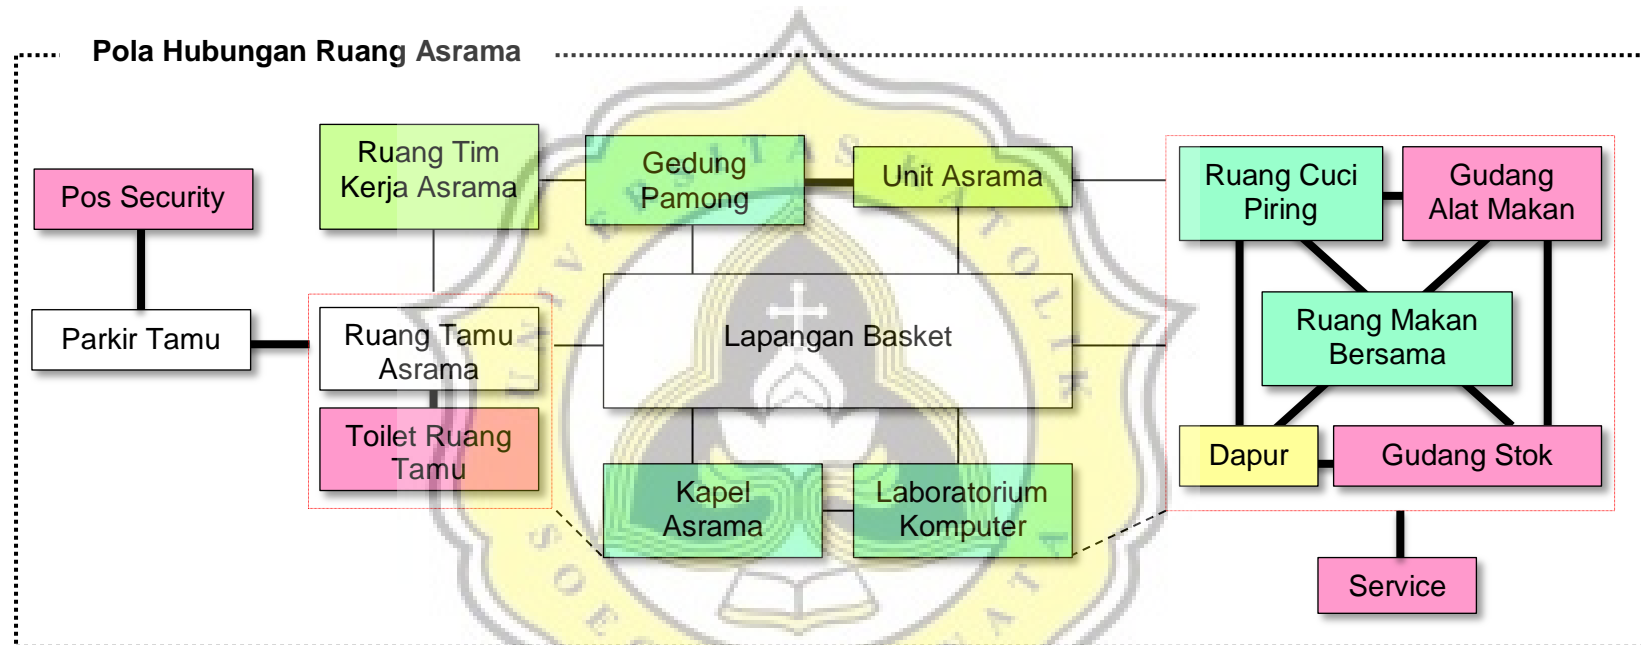 Pola Hubungan Ruang Asrama
Pos Security
Parkir Tamu
Ruang Tim
Kerja Asrama
Ruang Tamu
Asrama
Toilet Ruang
Tamu
Gedung
Pamong
Unit Asrama
Lapangan Basket
Kapel
Asrama
Laboratorium
Komputer
Ruang Cuci
Piring
Gudang
Alat Makan
Ruang Makan
Bersama
Dapur
Gudang Stok
Service